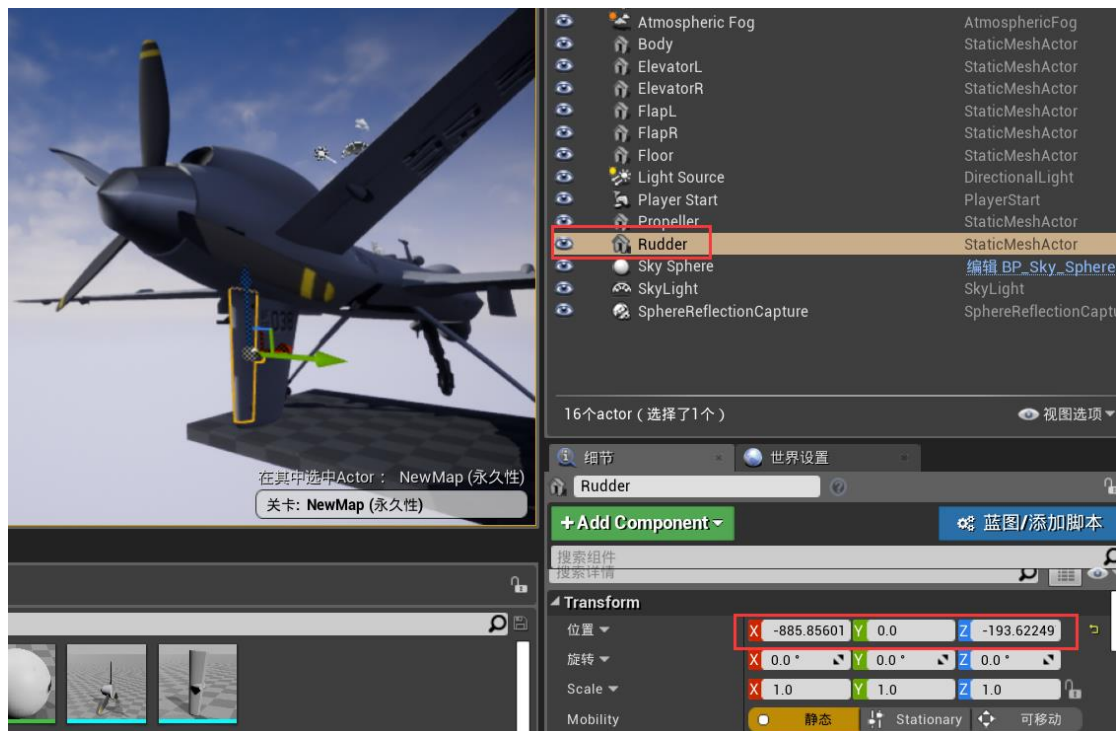 Atmospheric Fog AtmosphericFog
Body StaticMeshActor
ElevatorL StaticMeshActor
ElevatorR StaticMeshActor
FlapL StaticMeshActor
FlapR StaticMeshActor
Floor StaticMeshActor
Light Source DirectionalLight
Player Start PlayerStart
Propeller StaticMeshActor
Rudder StaticMeshActor
Sky Sphere 编辑 BP_Sky_Sphere
SkyLight SkyLight
SphereReflectionCapture SphereReflectionCaptu
16个actor(选择了1个) 视图选项
038
在其中选中Actor: NewMap (永久性)
关卡: NewMap (永久性)
细节 世界设置
Rudder
+Add Component 蓝图/添加脚本
搜索组件
搜索详情
Transform
位置 X -885.85601 Y 0.0 Z -193.62249
旋转 X 0.0° Y 0.0° Z 0.0°
Scale X 1.0 Y 1.0 Z 1.0
Mobility 静态 Stationary 可移动